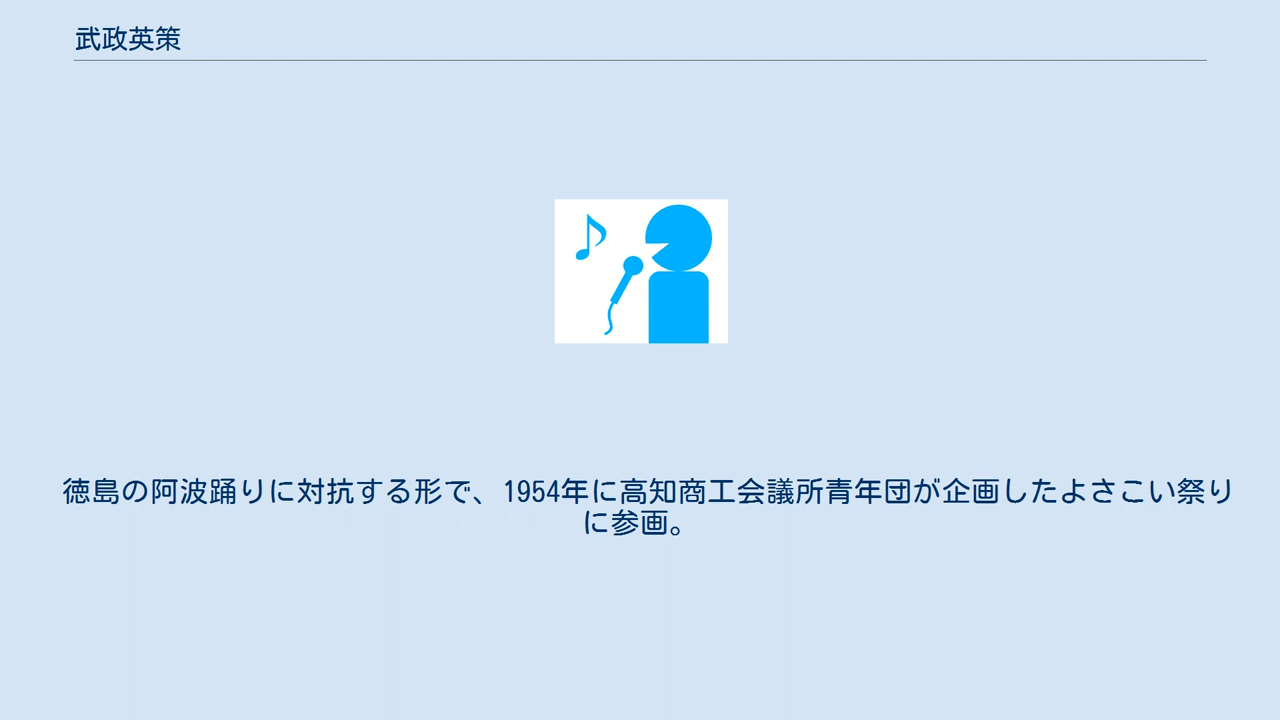 武政英策
徳島の阿波踊りに対抗する形で、1954年に高知商工会議所青年団が企画したよさこい祭り
に参画。